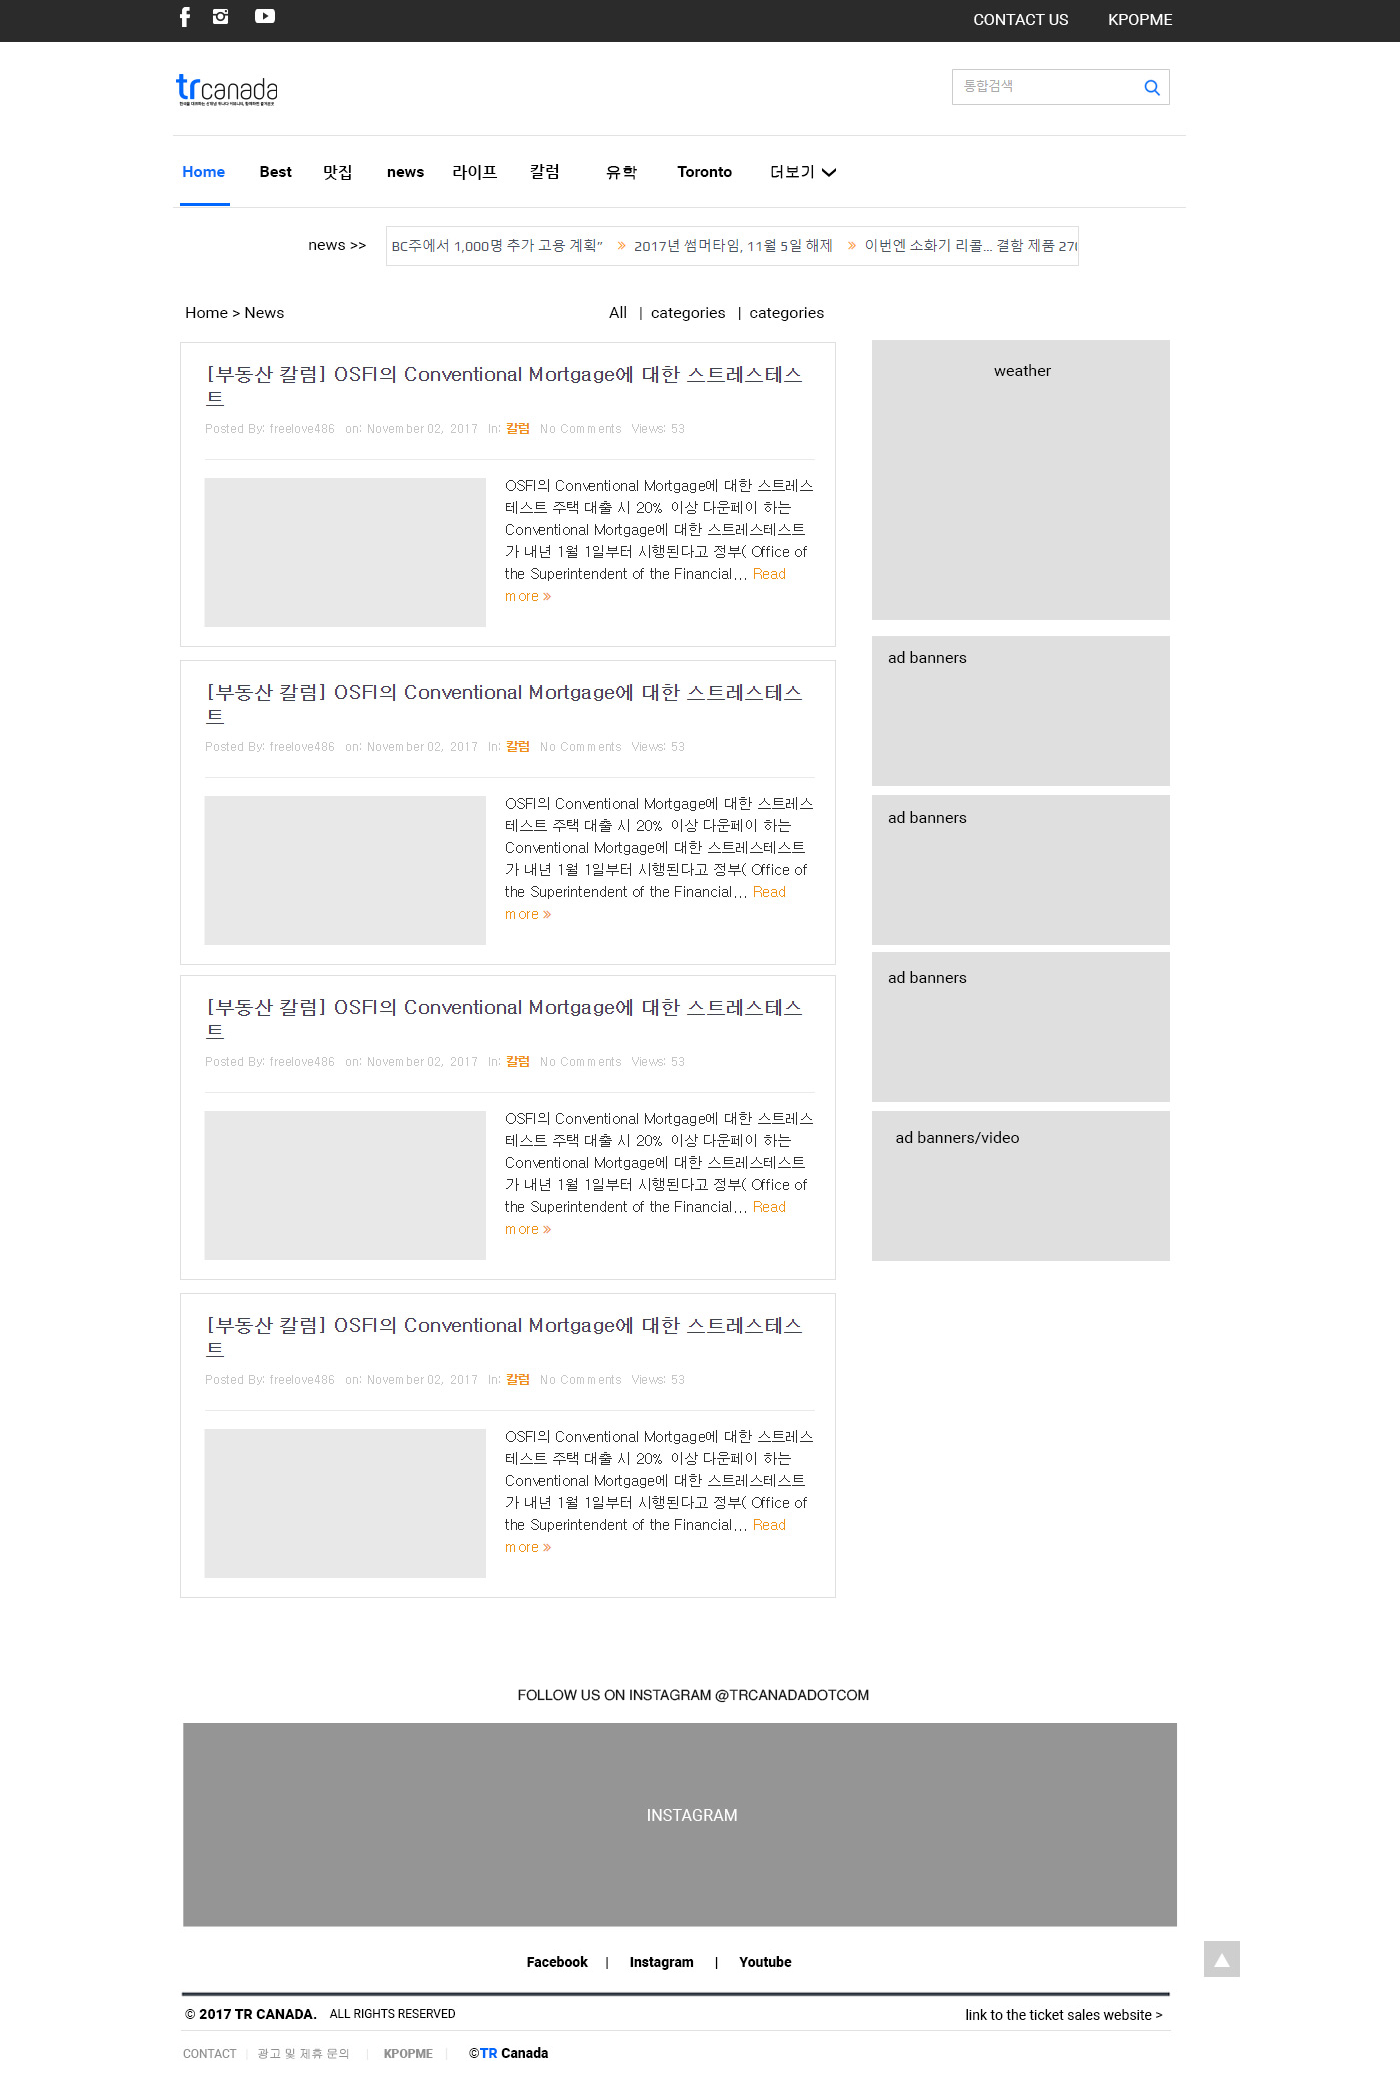 CONTACT US KPOPME
trcanada
통합검색
Home Best 맛집 news 라이프 칼럼 유학 Toronto 더보기
news >> BC주에서 1,000명 추가 고용 계획” » 2017년 썸머타임, 11월 5일 해제 » 이번엔 소화기 리콜... 결함 제품 270
Home > News All | categories | categories
[부동산 칼럼] OSFI의 Conventional Mortgage에 대한 스트레스테스
트
Posted By: freelove486 on: November 02, 2017 In: 칼럼 No Comments Views: 53
OSFI의 Conventional Mortgage에 대한 스트레스
테스트 주택 대출 시 20% 이상 다운페이 하는
Conventional Mortgage에 대한 스트레스테스트
가 내년 1월 1일부터 시행된다고 정부( Office of
the Superintendent of the Financial... Read
more »
weather
[부동산 칼럼] OSFI의 Conventional Mortgage에 대한 스트레스테스
트
Posted By: freelove486 on: November 02, 2017 In: 칼럼 No Comments Views: 53
OSFI의 Conventional Mortgage에 대한 스트레스
테스트 주택 대출 시 20% 이상 다운페이 하는
Conventional Mortgage에 대한 스트레스테스트
가 내년 1월 1일부터 시행된다고 정부( Office of
the Superintendent of the Financial... Read
more »
ad banners
ad banners
[부동산 칼럼] OSFI의 Conventional Mortgage에 대한 스트레스테스
트
Posted By: freelove486 on: November 02, 2017 In: 칼럼 No Comments Views: 53
OSFI의 Conventional Mortgage에 대한 스트레스
테스트 주택 대출 시 20% 이상 다운페이 하는
Conventional Mortgage에 대한 스트레스테스트
가 내년 1월 1일부터 시행된다고 정부( Office of
the Superintendent of the Financial... Read
more »
ad banners
ad banners/video
[부동산 칼럼] OSFI의 Conventional Mortgage에 대한 스트레스테스
트
Posted By: freelove486 on: November 02, 2017 In: 칼럼 No Comments Views: 53
OSFI의 Conventional Mortgage에 대한 스트레스
테스트 주택 대출 시 20% 이상 다운페이 하는
Conventional Mortgage에 대한 스트레스테스트
가 내년 1월 1일부터 시행된다고 정부( Office of
the Superintendent of the Financial... Read
more »
FOLLOW US ON INSTAGRAM @TRCANADADOTCOM
INSTAGRAM
Facebook | Instagram | Youtube
© 2017 TR CANADA. ALL RIGHTS RESERVED link to the ticket sales website >
CONTACT | 광고 및 제휴 문의 | KPOPME | ©TR Canada